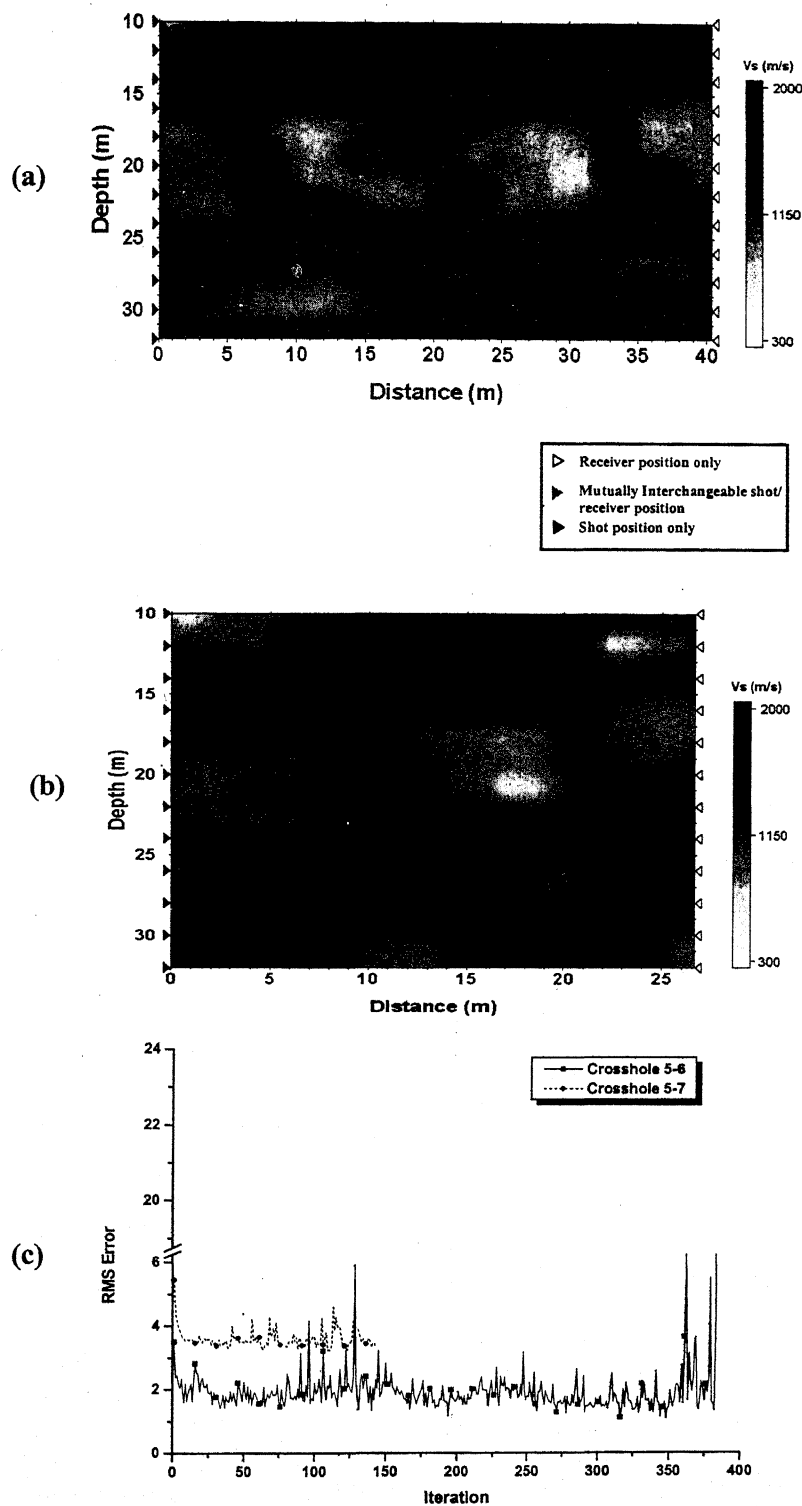 (a)
Depth (m)
10
15
20
25
30
0 5 10 15 20 25 30 35 40
Distance (m)
Vs (m/s)
2000
1150
300
Receiver position only
Mutually Interchangeable shot/
receiver position
Shot position only
(b)
Depth (m)
10
15
20
25
30
0 5 10 15 20 25
Distance (m)
Vs (m/s)
2000
1150
300
(c)
RMS Error
24
22
20
6
4
2
0
0 50 100 150 200 250 300 350 400
Iteration
Crosshole 5-6
Crosshole 5-7